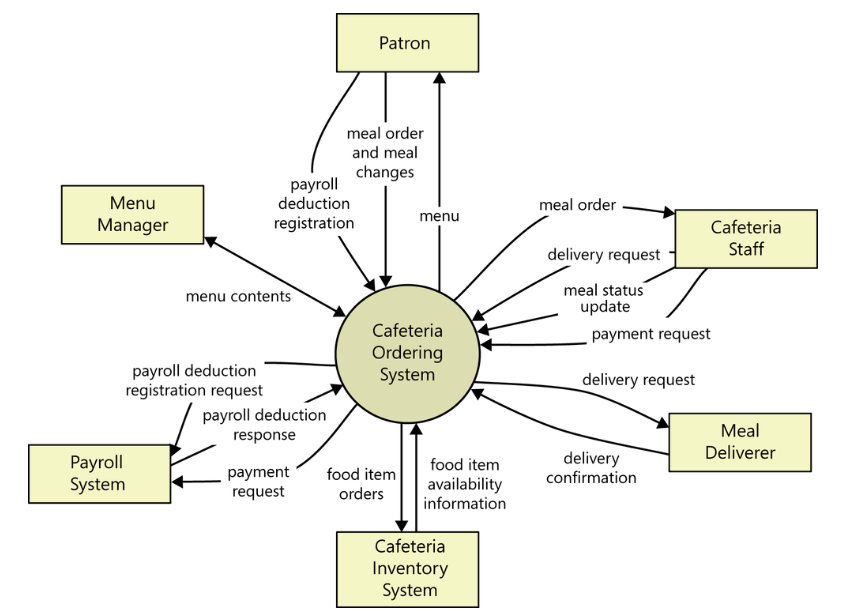 Patron
meal order
and meal
changes
payroll
deduction
registration
menu
Menu
Manager
menu contents
meal order
Cafeteria
Staff
delivery request
meal status
update
payment request
Cafeteria
Ordering
System
payroll deduction
registration request
payroll deduction
response
Payroll
System
payment
request
delivery request
Meal
Deliverer
delivery
confirmation
food item
orders
food item
availability
information
Cafeteria
Inventory
System